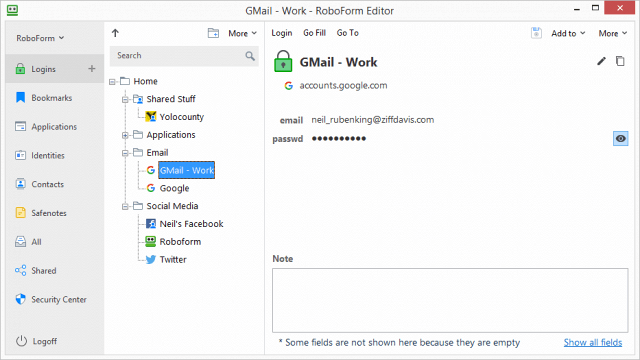 GMail - Work - RoboForm Editor
RoboForm
Logins
Bookmarks
Applications
Identities
Contacts
Safenotes
All
Shared
Security Center
Logoff
More
Search
Home
Shared Stuff
Yolocounty
Applications
Email
GMail - Work
Google
Social Media
Neil's Facebook
Roboform
Twitter
Login Go Fill Go To Add to More
GMail - Work
accounts.google.com
email neil_rubenking@ziffdavis.com
passwd ••••••••••
Note
* Some fields are not shown here because they are empty Show all fields